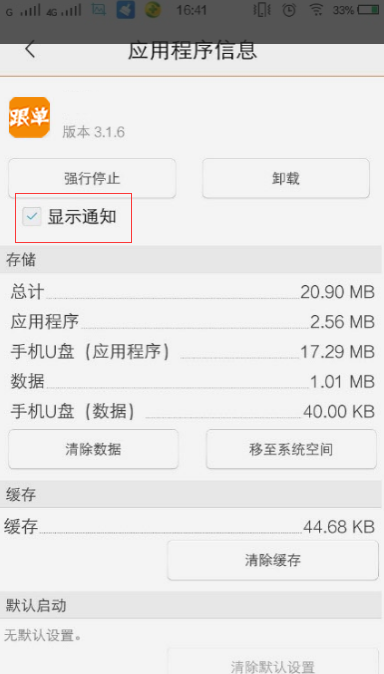 G 4G 16:41 33%
应用程序信息
跟单
版本 3.1.6
强行停止 卸载
显示通知
存储
总计 20.90 MB
应用程序 2.56 MB
手机U盘（应用程序） 17.29 MB
数据 1.01 MB
手机U盘（数据） 40.00 KB
清除数据 移至系统空间
缓存
缓存 44.68 KB
清除缓存
默认启动
无默认设置。
清除默认设置